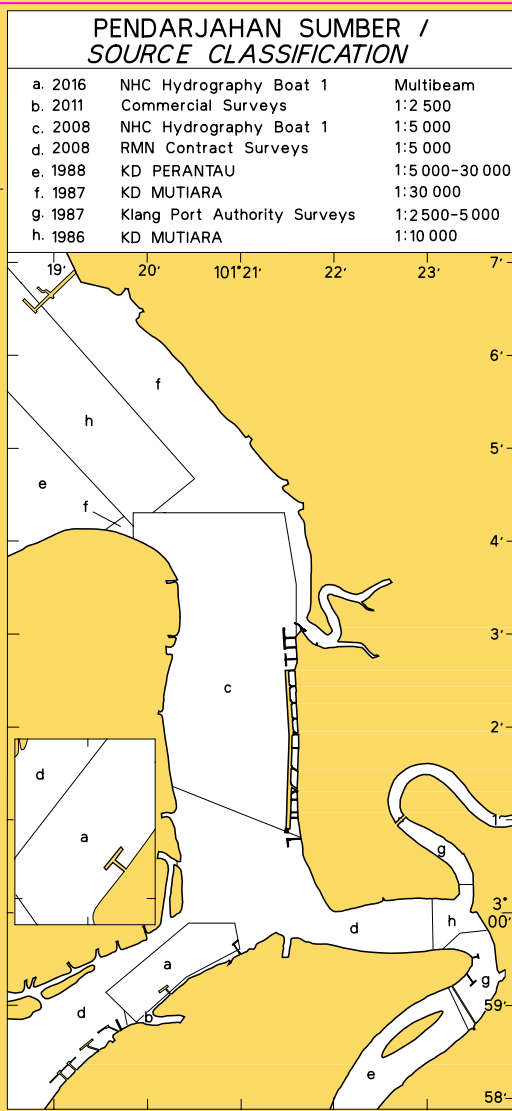 PENDARJAHAN SUMBER /
SOURCE CLASSIFICATION
a. 2016 NHC Hydrography Boat 1 Multibeam
b. 2011 Commercial Surveys 1:2 500
c. 2008 NHC Hydrography Boat 1 1:5 000
d. 2008 RMN Contract Surveys 1:5 000
e. 1988 KD PERANTAU 1:5 000-30 000
f. 1987 KD MUTIARA 1:30 000
g. 1987 Klang Port Authority Surveys 1:2 500-5 000
h. 1986 KD MUTIARA 1:10 000
19' 20' 101°21' 22' 23' 7'
6'
f
h
5'
e
f
4'
3'
c
2'
d
a
1'
g
3°
00'
d h
a
g
59'
d b
e
58'